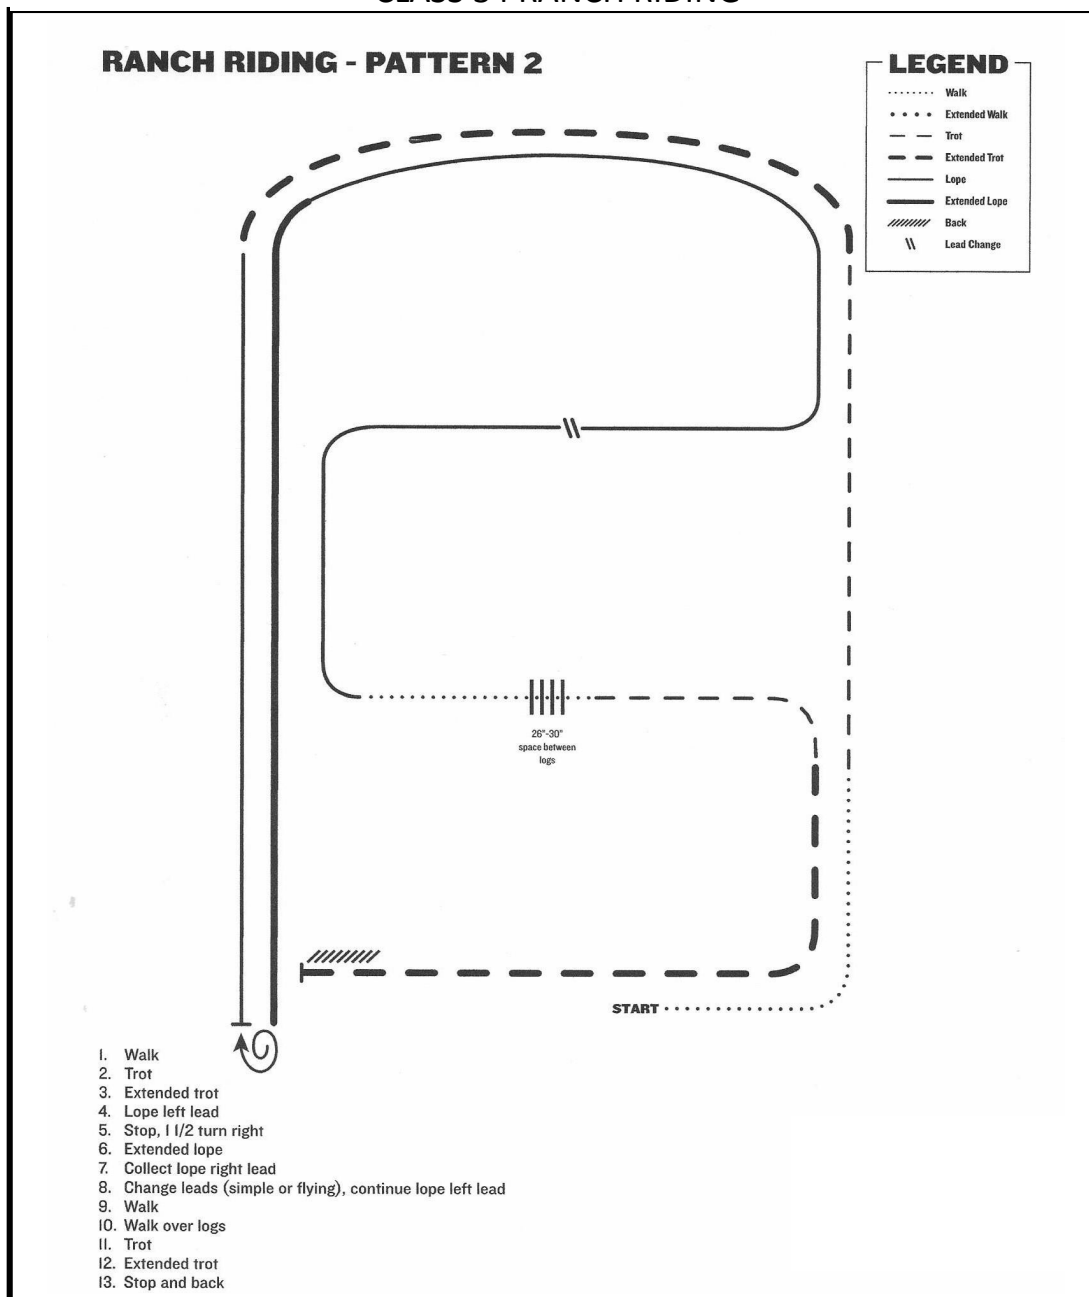 RANCH RIDING - PATTERN 2
LEGEND
Walk
Extended Walk
Trot
Extended Trot
Lope
Extended Lope
Back
Lead Change
26"-30"
space between
logs
START
1. Walk
2. Trot
3. Extended trot
4. Lope left lead
5. Stop, 1 1/2 turn right
6. Extended lope
7. Collect lope right lead
8. Change leads (simple or flying), continue lope left lead
9. Walk
10. Walk over logs
11. Trot
12. Extended trot
13. Stop and back